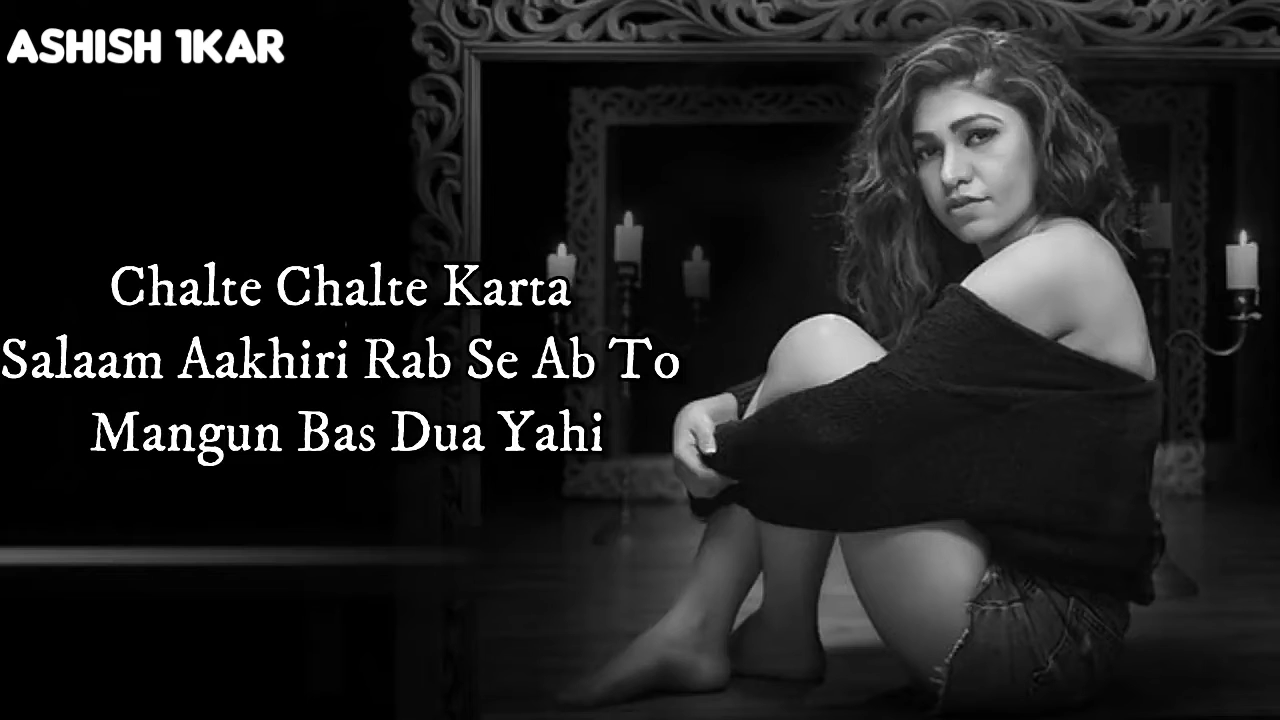 ASHISH 1KAR
Chalte Chalte Karta
Salaam Aakhiri Rab Se Ab To
Mangun Bas Dua Yahi